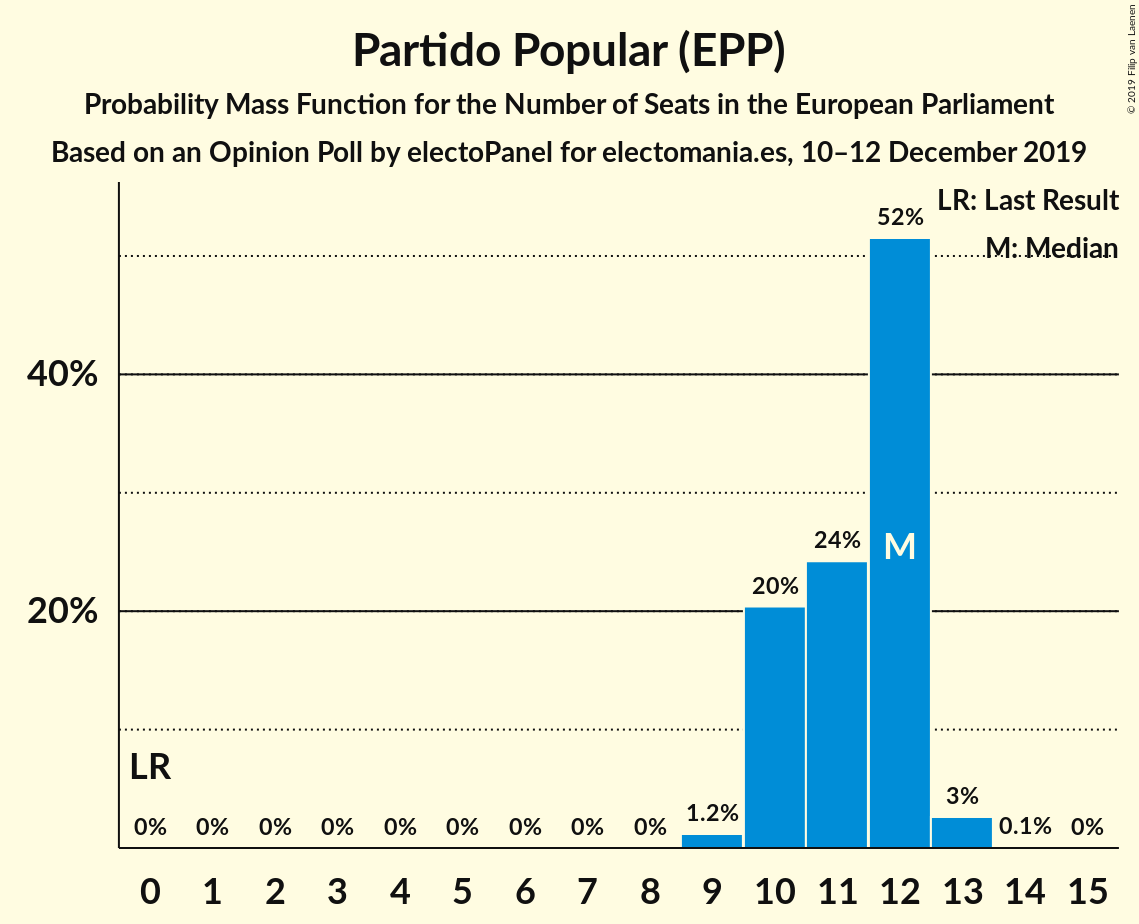 Partido Popular (EPP)
Probability Mass Function for the Number of Seats in the European Parliament
Based on an Opinion Poll by electoPanel for electomania.es, 10–12 December 2019
© 2019 Filip van Laenen
LR: Last Result
M: Median
52%
40%
24%
M
20%
20%
LR
3%
1.2%
0% 0% 0% 0% 0% 0% 0% 0% 0% 0.1% 0%
0 1 2 3 4 5 6 7 8 9 10 11 12 13 14 15